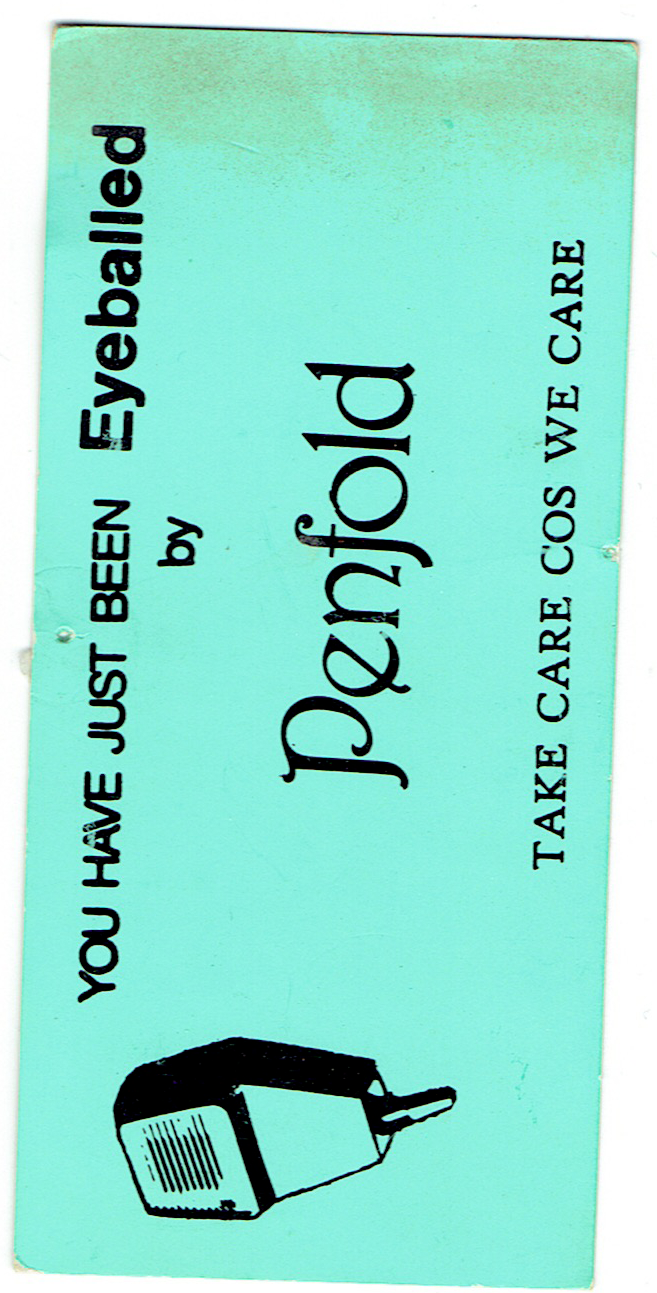 YOU HAVE JUST BEEN Eyeballed
by
Penfold
TAKE CARE COS WE CARE